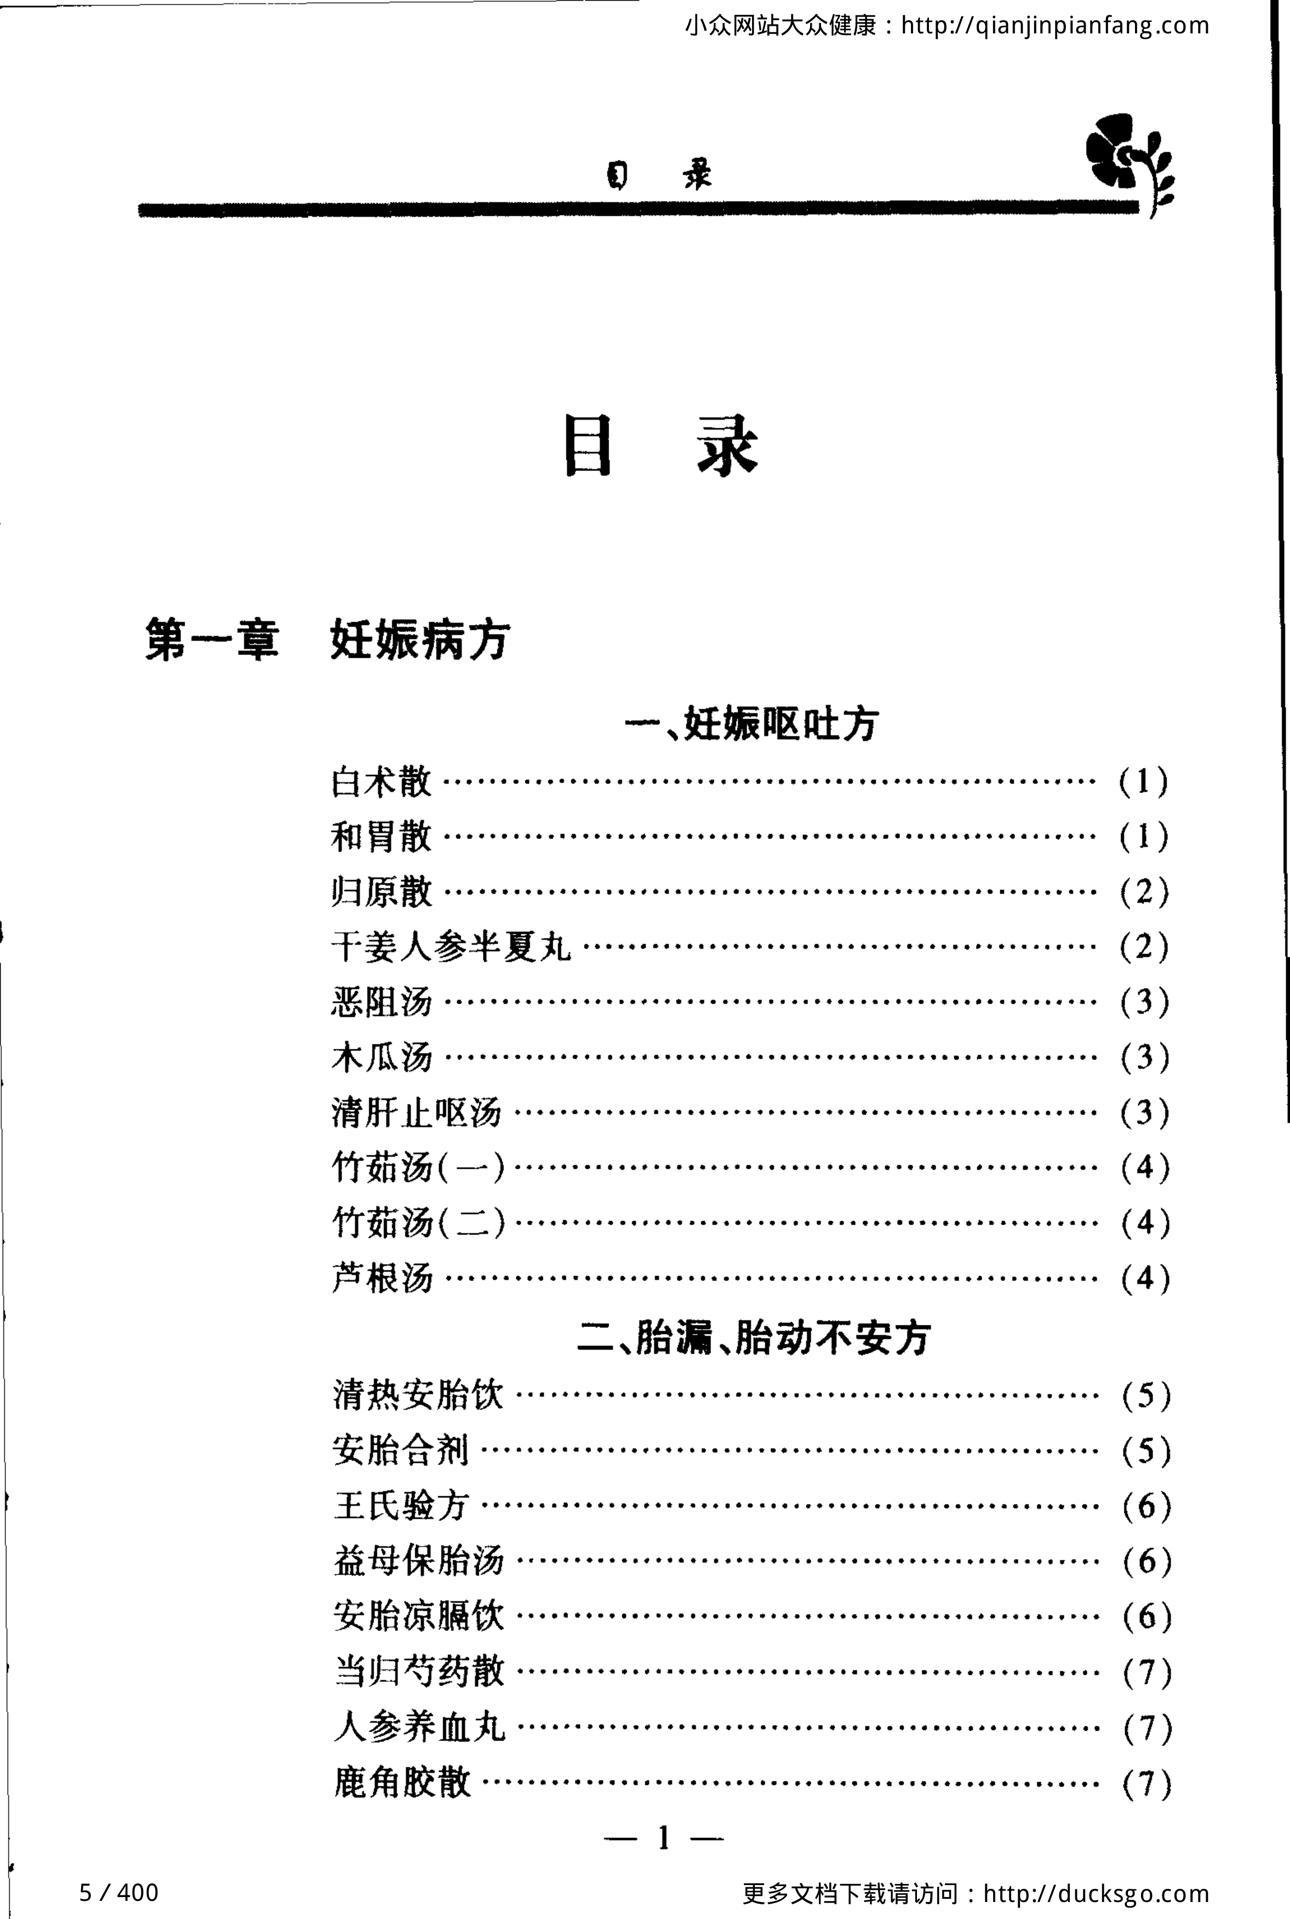 小众网站大众健康：http://qianjinpianfang.com
目 录
目 录
第一章 妊娠病方
一、妊娠呕吐方
白术散 …… (1)
和胃散 …… (1)
归原散 …… (2)
干姜人参半夏丸 …… (2)
恶阻汤 …… (3)
木瓜汤 …… (3)
清肝止呕汤 …… (3)
竹茹汤(一) …… (4)
竹茹汤(二) …… (4)
芦根汤 …… (4)
二、胎漏、胎动不安方
清热安胎饮 …… (5)
安胎合剂 …… (5)
王氏验方 …… (6)
益母保胎汤 …… (6)
安胎凉膈饮 …… (6)
当归芍药散 …… (7)
人参养血丸 …… (7)
鹿角胶散 …… (7)
— 1 —
5 / 400
更多文档下载请访问：http://ducksgo.com